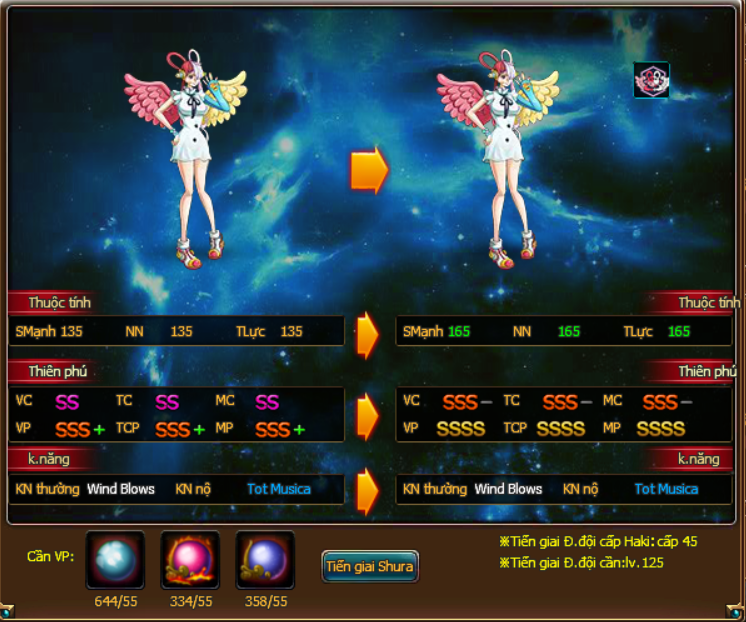 Thuộc tính Thuộc tính
SMạnh 135 NN 135 TLực 135 SMạnh 165 NN 165 TLực 165
Thiên phú Thiên phú
VC SS TC SS MC SS VC SSS- TC SSS- MC SSS-
VP SSS+ TCP SSS+ MP SSS+ VP SSSS TCP SSSS MP SSSS
k.năng k.năng
KN thường Wind Blows KN nộ Tot Musica KN thường Wind Blows KN nộ Tot Musica
※Tiến giai Đ.đội cấp Haki: cấp 45
Cần VP: Tiến giai Shura ※Tiến giai Đ.đội cần:lv.125
644/55 334/55 358/55